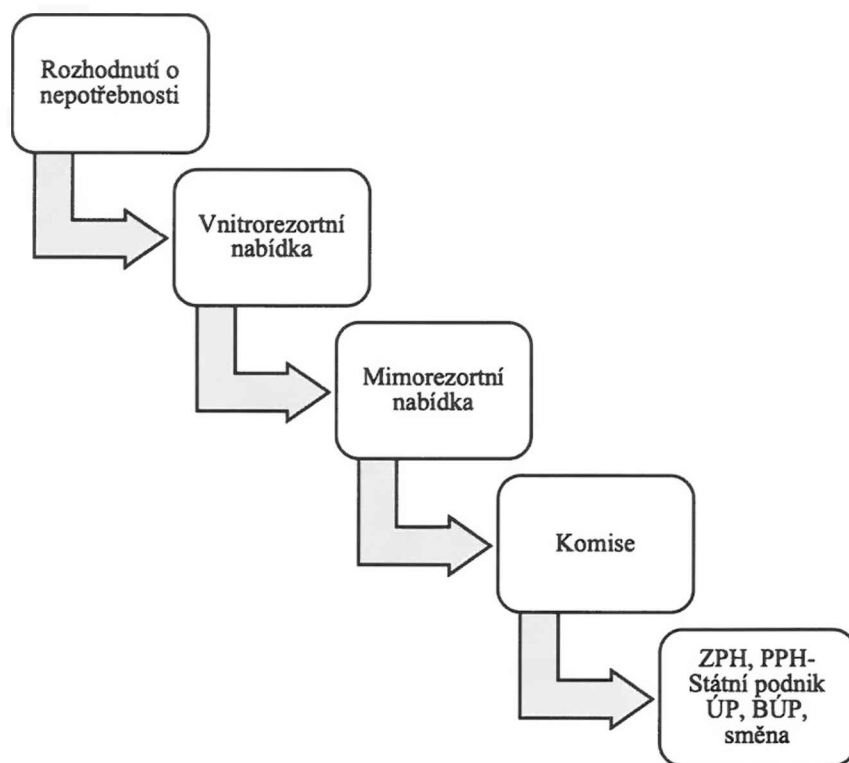 Rozhodnutí o
nepotřebnosti
Vnitrorezortní
nabídka
Mimorezortní
nabídka
Komise
ZPH, PPH-
Státní podnik
ÚP, BÚP,
směna